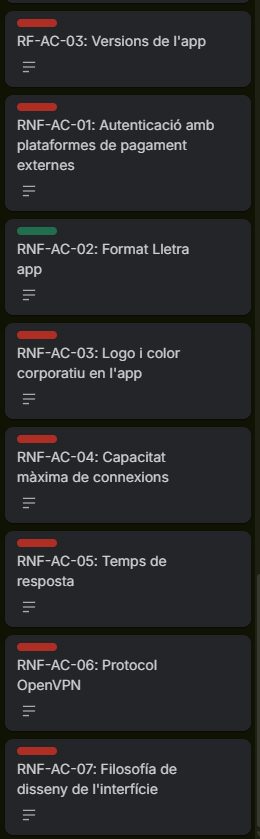 RF-AC-03: Versions de l'app
RNF-AC-01: Autenticació amb
plataformes de pagament
externes
RNF-AC-02: Format Lletra
app
RNF-AC-03: Logo i color
corporatiu en l'app
RNF-AC-04: Capacitat
màxima de connexions
RNF-AC-05: Temps de
resposta
RNF-AC-06: Protocol
OpenVPN
RNF-AC-07: Filosofía de
disseny de l'interfície